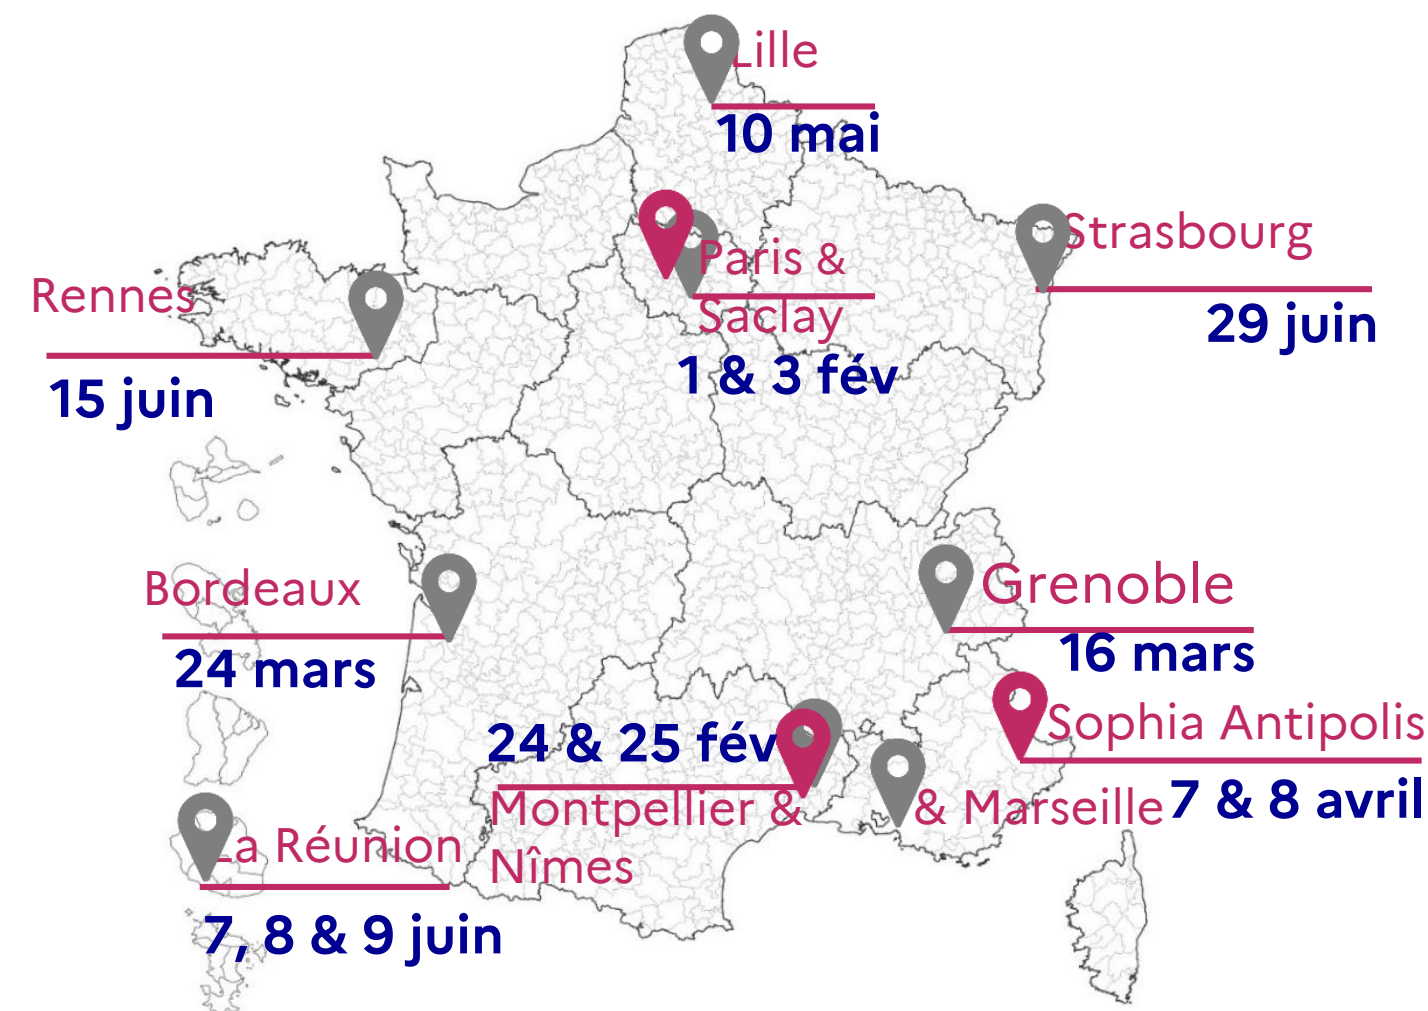 Lille
10 mai
Strasbourg
29 juin
Paris &
Saclay
1 & 3 fév
Rennes
15 juin
Bordeaux
24 mars
Grenoble
16 mars
Sophia Antipolis
& Marseille
7 & 8 avril
24 & 25 fév
Montpellier &
Nîmes
La Réunion
7, 8 & 9 juin